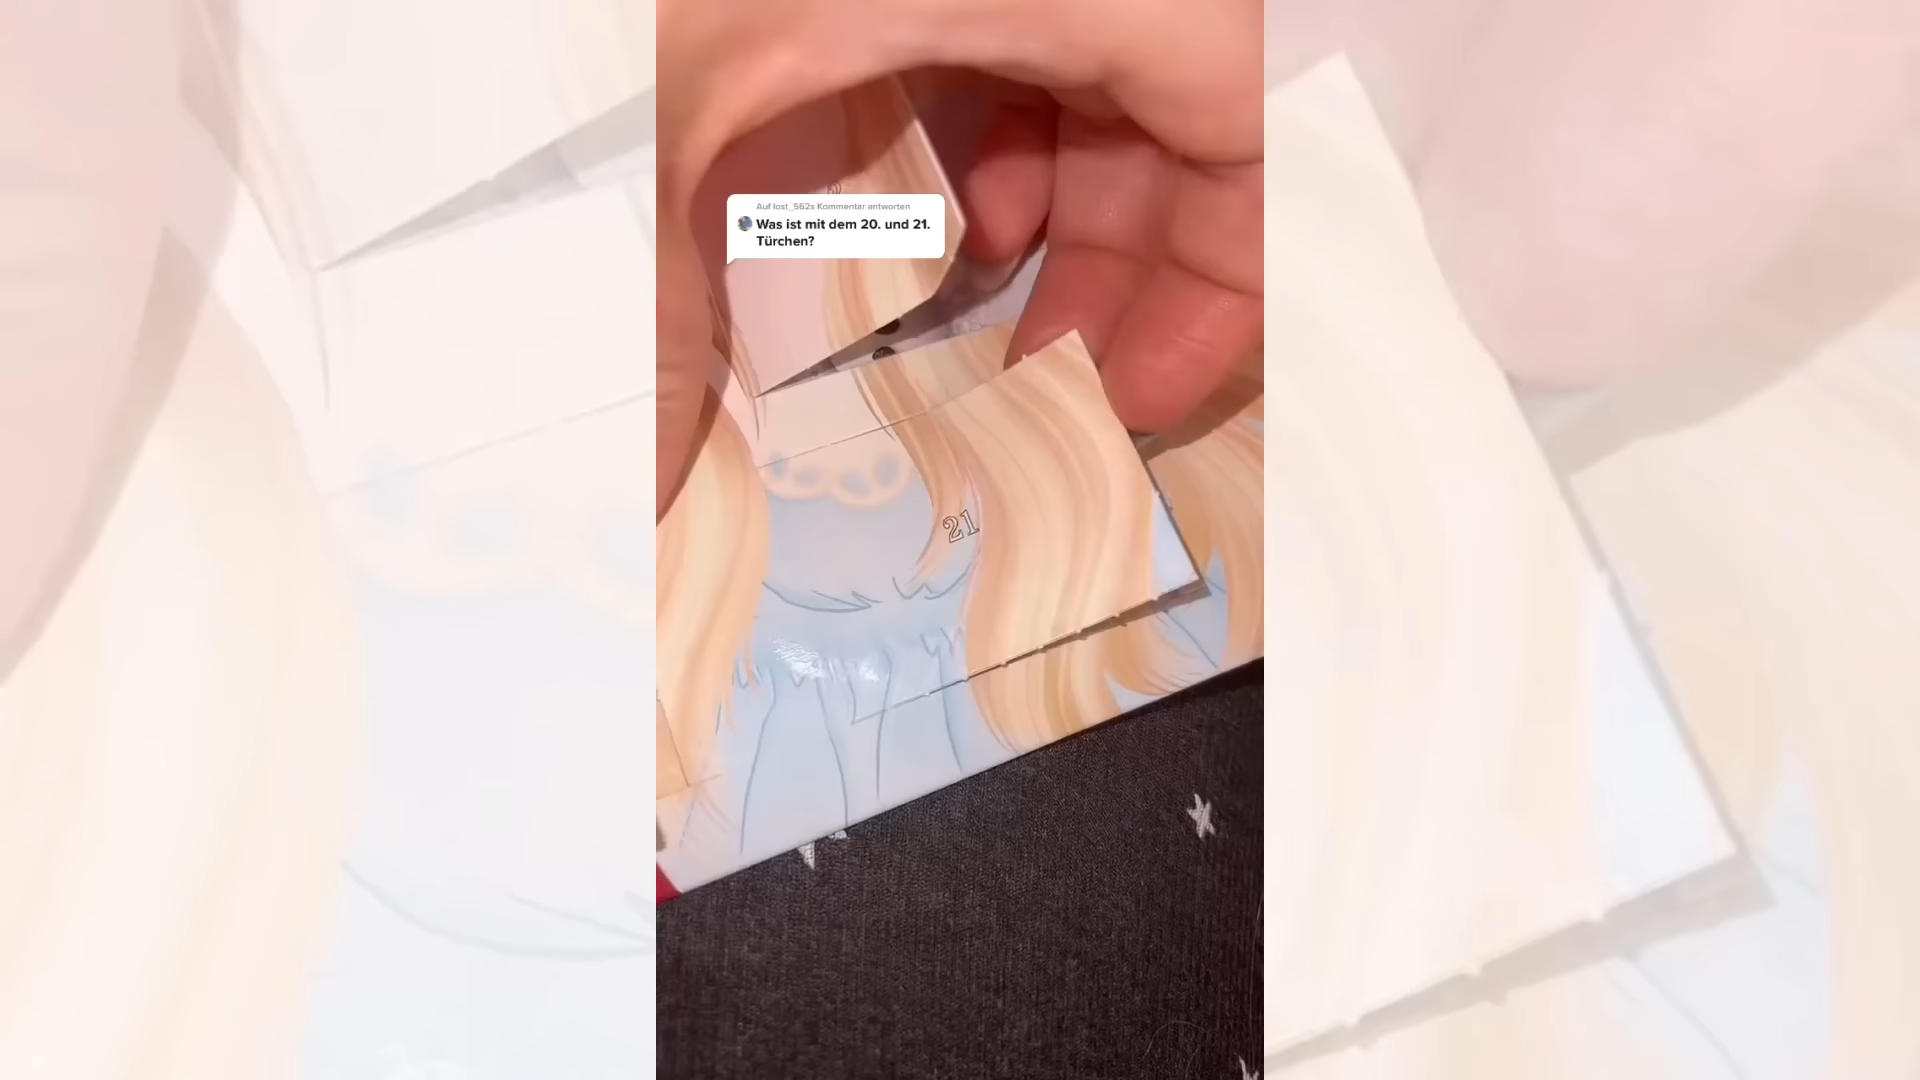 Auf lost_562s Kommentar antworten
Was ist mit dem 20. und 21.
Türchen?
21